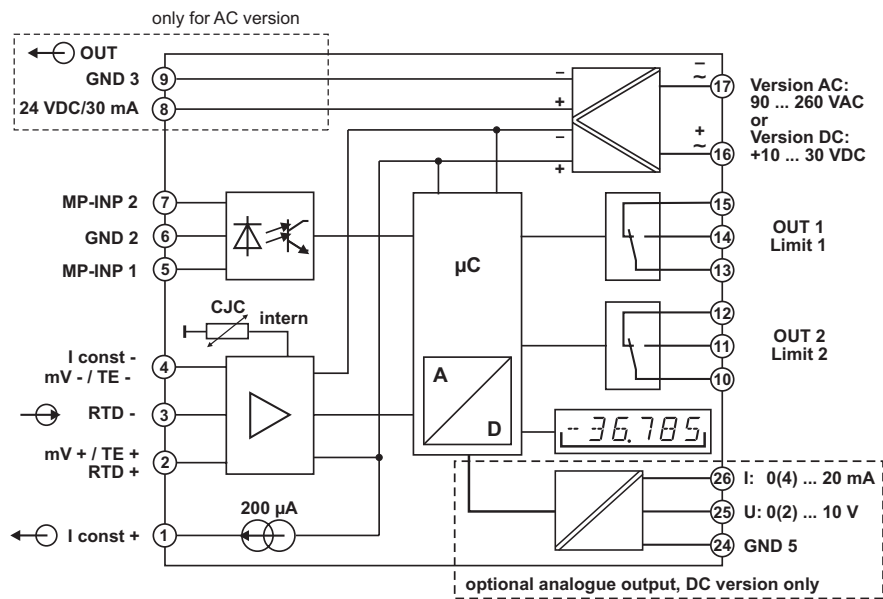 only for AC version
OUT
GND 3
9
24 VDC/30 mA
8
–
+
–
+
–
~
17
+
~
16
Version AC:
90 ... 260 VAC
or
Version DC:
+10 ... 30 VDC
MP-INP 2
7
GND 2
6
MP-INP 1
5
µC
A
D
15
14
13
OUT 1
Limit 1
12
11
10
OUT 2
Limit 2
CJC
intern
I const -
mV - / TE -
4
RTD -
3
mV + / TE +
RTD +
2
200 µA
I const +
1
-36.785
26
I: 0(4) ... 20 mA
25
U: 0(2) ... 10 V
24
GND 5
optional analogue output, DC version only